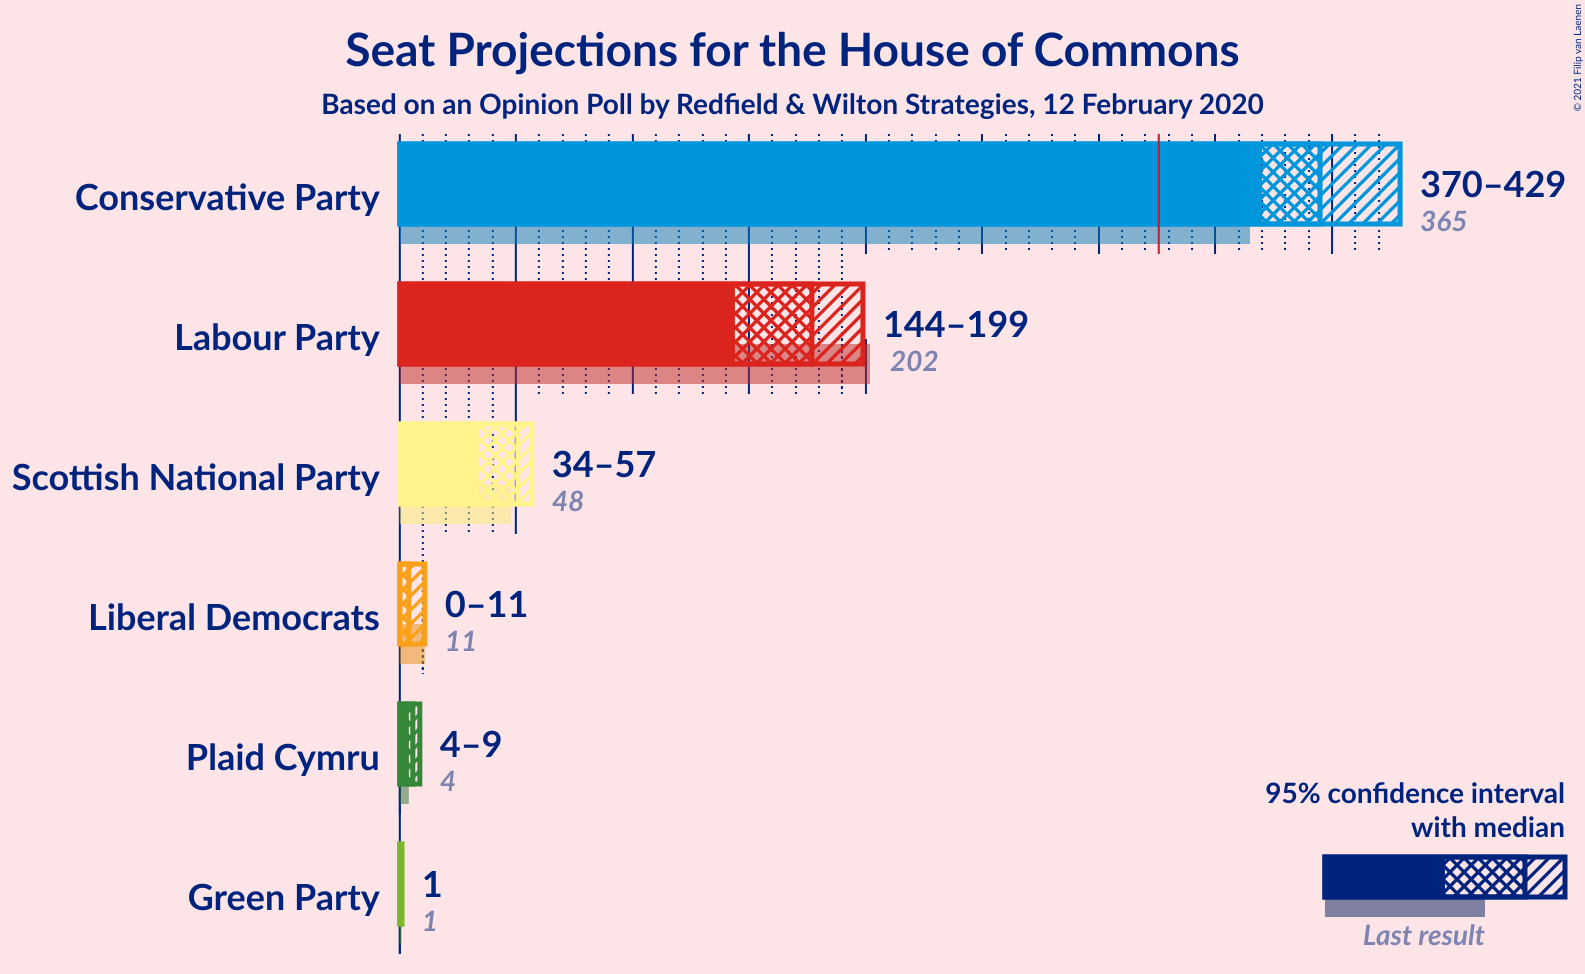 Seat Projections for the House of Commons
Based on an Opinion Poll by Redfield & Wilton Strategies, 12 February 2020
© 2021 Filip van Laenen
Conservative Party
370–429
365
Labour Party
144–199
202
Scottish National Party
34–57
48
Liberal Democrats
0–11
11
Plaid Cymru
4–9
4
Green Party
1
1
95% confidence interval
with median
Last result